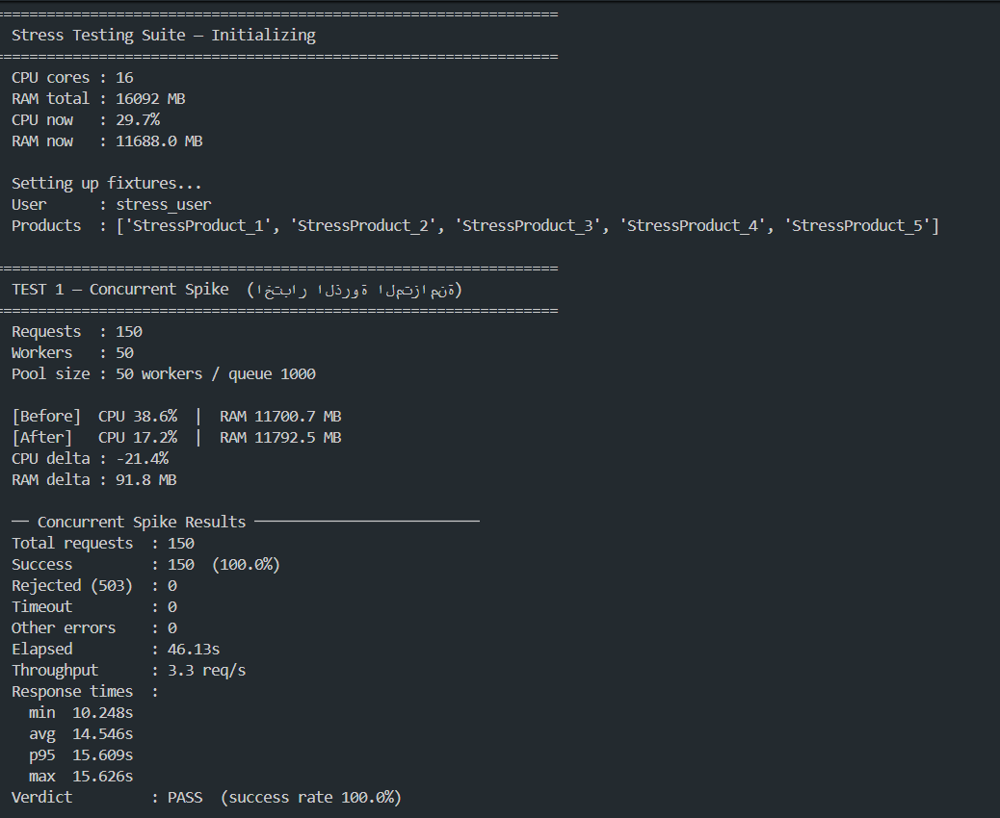 ============================================================
Stress Testing Suite — Initializing
============================================================
CPU cores : 16
RAM total : 16092 MB
CPU now   : 29.7%
RAM now   : 11688.0 MB
Setting up fixtures...
User      : stress_user
Products  : ['StressProduct_1', 'StressProduct_2', 'StressProduct_3', 'StressProduct_4', 'StressProduct_5']
============================================================
TEST 1 — Concurrent Spike  (اختبار الذروة المتزامنة)
============================================================
Requests  : 150
Workers   : 50
Pool size : 50 workers / queue 1000
[Before]  CPU 38.6%  |  RAM 11700.7 MB
[After]   CPU 17.2%  |  RAM 11792.5 MB
CPU delta : -21.4%
RAM delta : 91.8 MB
── Concurrent Spike Results ──────────────────────────
Total requests  : 150
Success         : 150  (100.0%)
Rejected (503)  : 0
Timeout         : 0
Other errors    : 0
Elapsed         : 46.13s
Throughput      : 3.3 req/s
Response times  :
min  10.248s
avg  14.546s
p95  15.609s
max  15.626s
Verdict         : PASS  (success rate 100.0%)